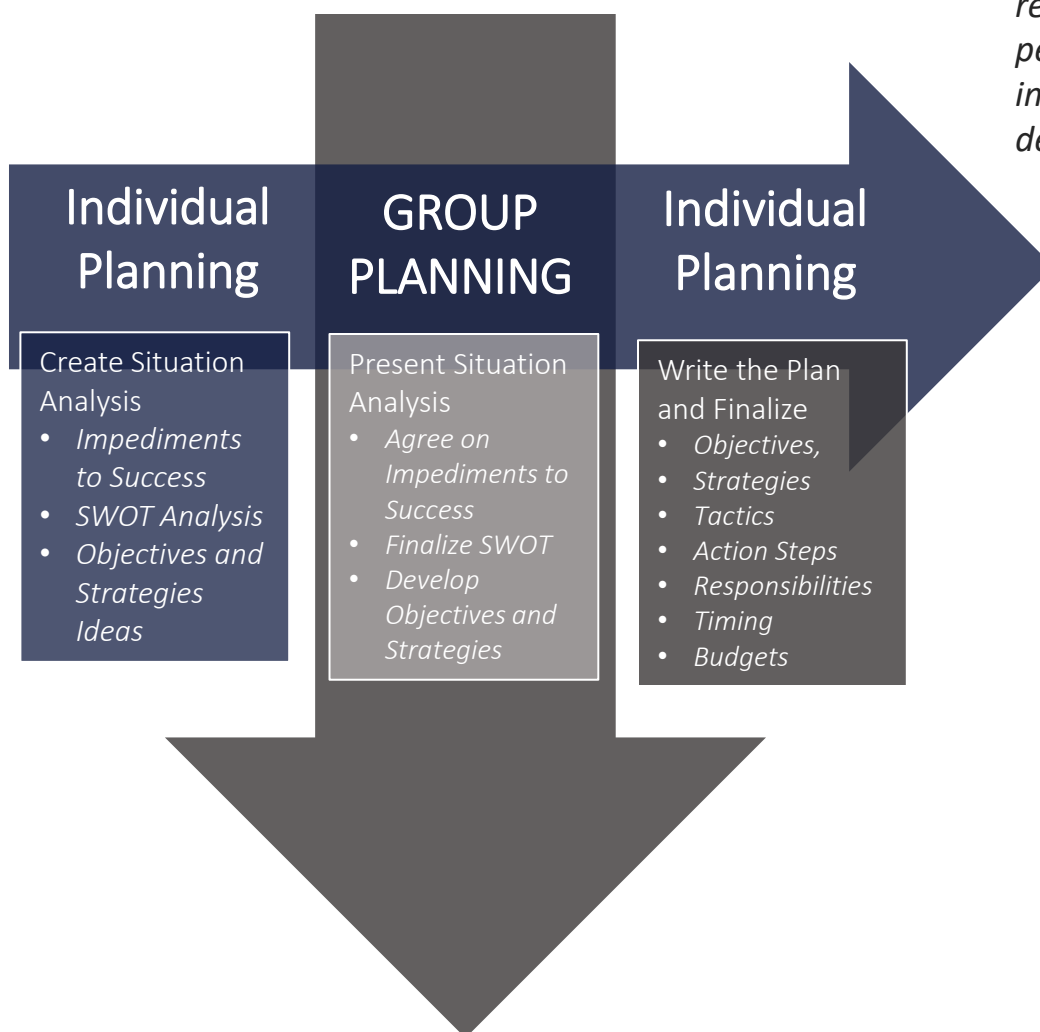 Individual
Planning
GROUP
PLANNING
Individual
Planning
Create Situation
Analysis
• Impediments
to Success
• SWOT Analysis
• Objectives and
Strategies
Ideas
Present Situation
Analysis
• Agree on
Impediments to
Success
• Finalize SWOT
• Develop
Objectives and
Strategies
Write the Plan
and Finalize
• Objectives,
• Strategies
• Tactics
• Action Steps
• Responsibilities
• Timing
• Budgets